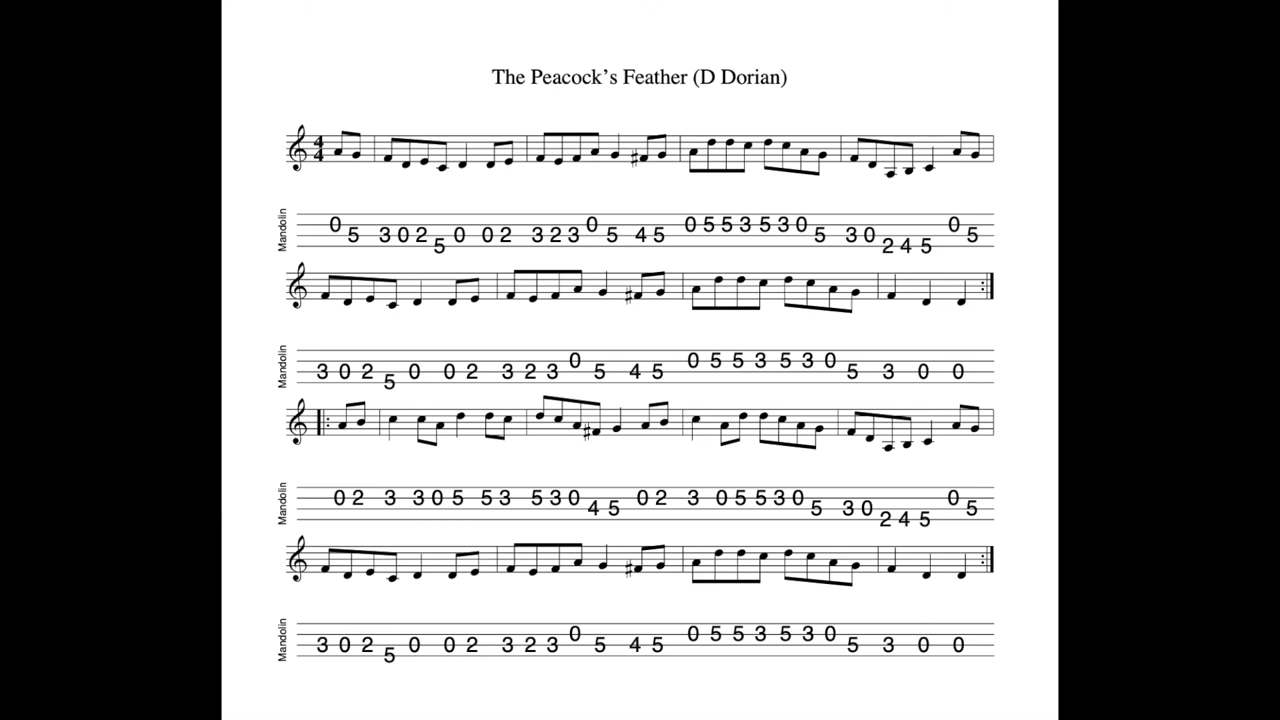 The Peacock's Feather (D Dorian)
4
4
Mandolin
0 5 3 0 2 5 0 0 2 3 2 3 0 5 4 5 0 5 5 3 5 3 0 5 3 0 2 4 5 0 5
Mandolin
3 0 2 5 0 0 2 3 2 3 0 5 4 5 0 5 5 3 5 3 0 5 3 0 0
Mandolin
0 2 3 3 0 5 5 3 5 3 0 4 5 0 2 3 0 5 5 3 0 5 3 0 2 4 5 0 5
Mandolin
3 0 2 5 0 0 2 3 2 3 0 5 4 5 0 5 5 3 5 3 0 5 3 0 0